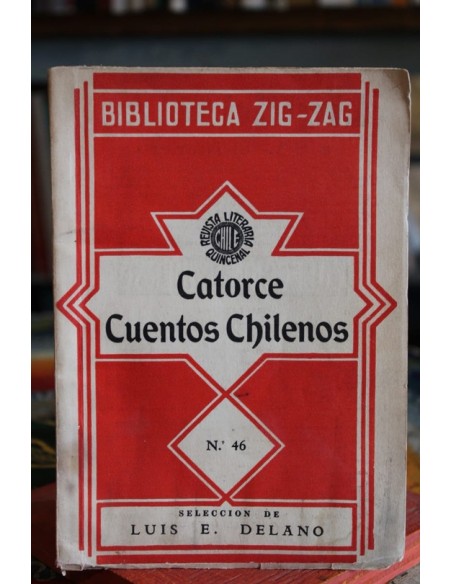 BIBLIOTECA ZIG-ZAG
REVISTA LITERARIA
CHILE
QUINCENAL
Catorce
Cuentos Chilenos
N.° 46
SELECCION DE
LUIS E. DELANO